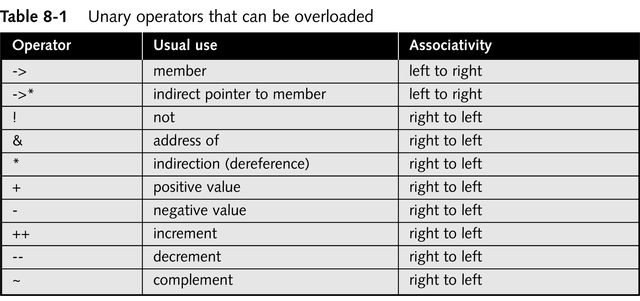 Table 8-1 Unary operators that can be overloaded
Operator Usual use Associativity
-> member left to right
->* indirect pointer to member left to right
! not right to left
& address of right to left
* indirection (dereference) right to left
+ positive value right to left
- negative value right to left
++ increment right to left
-- decrement right to left
~ complement right to left